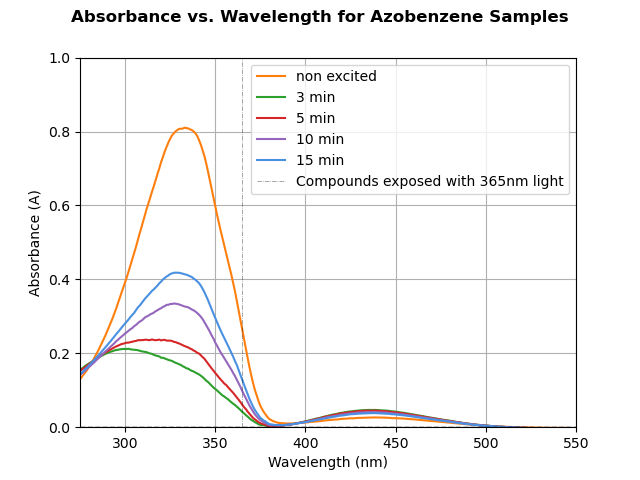 Absorbance vs. Wavelength for Azobenzene Samples
1.0
0.8
0.6
0.4
0.2
0.0
Absorbance (A)
non excited
3 min
5 min
10 min
15 min
Compounds exposed with 365nm light
300 350 400 450 500 550
Wavelength (nm)